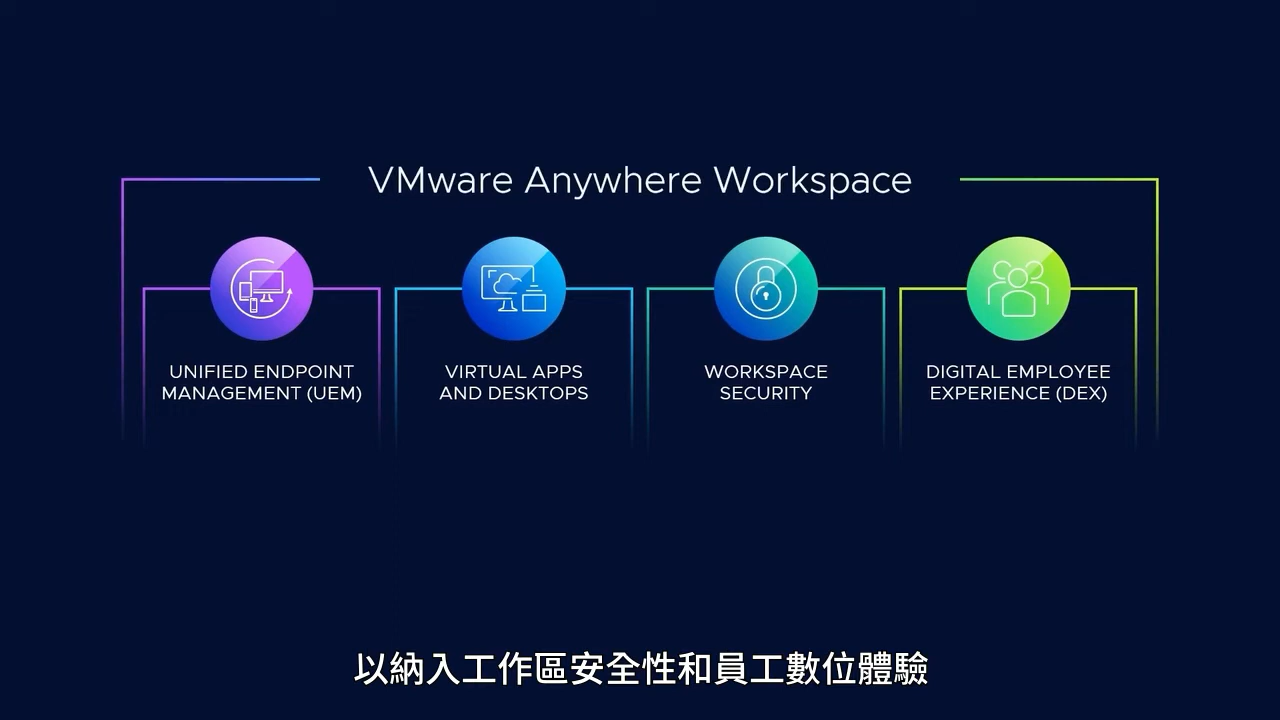 VMware Anywhere Workspace
UNIFIED ENDPOINT
MANAGEMENT (UEM)
VIRTUAL APPS
AND DESKTOPS
WORKSPACE
SECURITY
DIGITAL EMPLOYEE
EXPERIENCE (DEX)
以納入工作區安全性和員工數位體驗